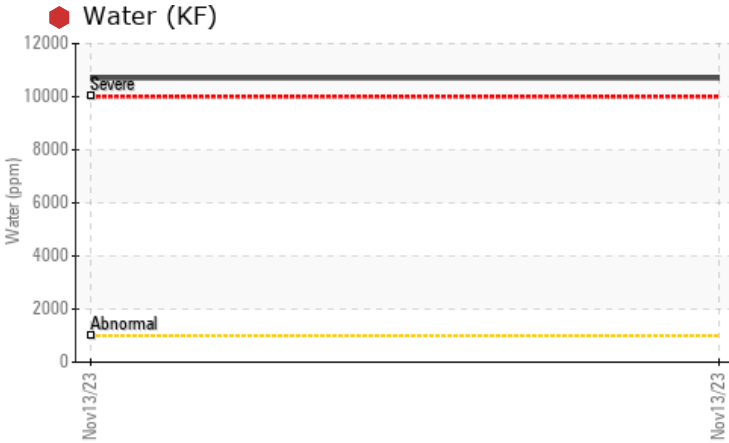 Water (KF)
12000
Severe
10000
8000
6000
4000
2000
Abnormal
0
Water (ppm)
Nov13/23
Nov13/23